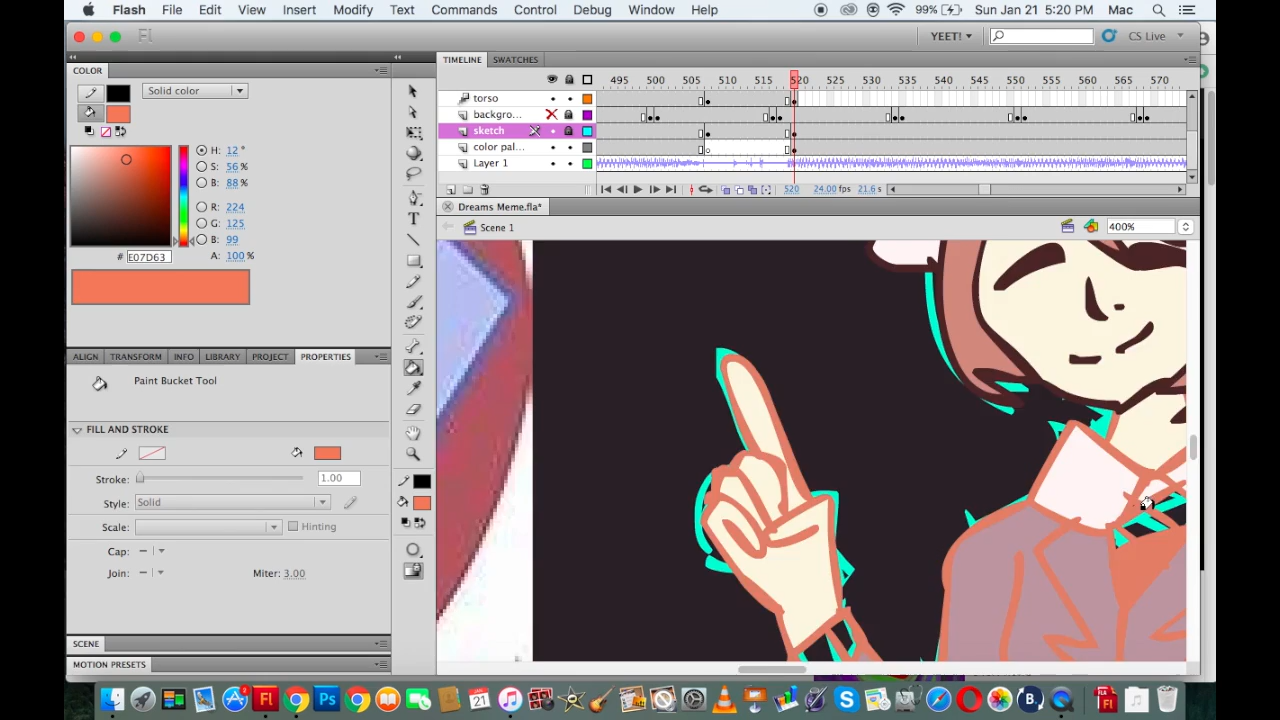 Flash File Edit View Insert Modify Text Commands Control Debug Window Help 99% Sun Jan 21 5:20 PM Mac
Fl YEET! CS Live
COLOR
Solid color
H: 12 °
S: 56 %
B: 88 %
R: 224
G: 125
B: 99
# E07D63 A: 100 %
ALIGN TRANSFORM INFO LIBRARY PROJECT PROPERTIES
Paint Bucket Tool
FILL AND STROKE
Stroke: 1.00
Style: Solid
Scale: Hinting
Cap:
Join: Miter: 3.00
SCENE
MOTION PRESETS
TIMELINE SWATCHES
495 500 505 510 515 520 525 530 535 540 545 550 555 560 565 570
torso
backgro...
sketch
color pal...
Layer 1
520 24.00 fps 21.6 s
Dreams Meme.fla*
Scene 1 400%
T
Fl Ps